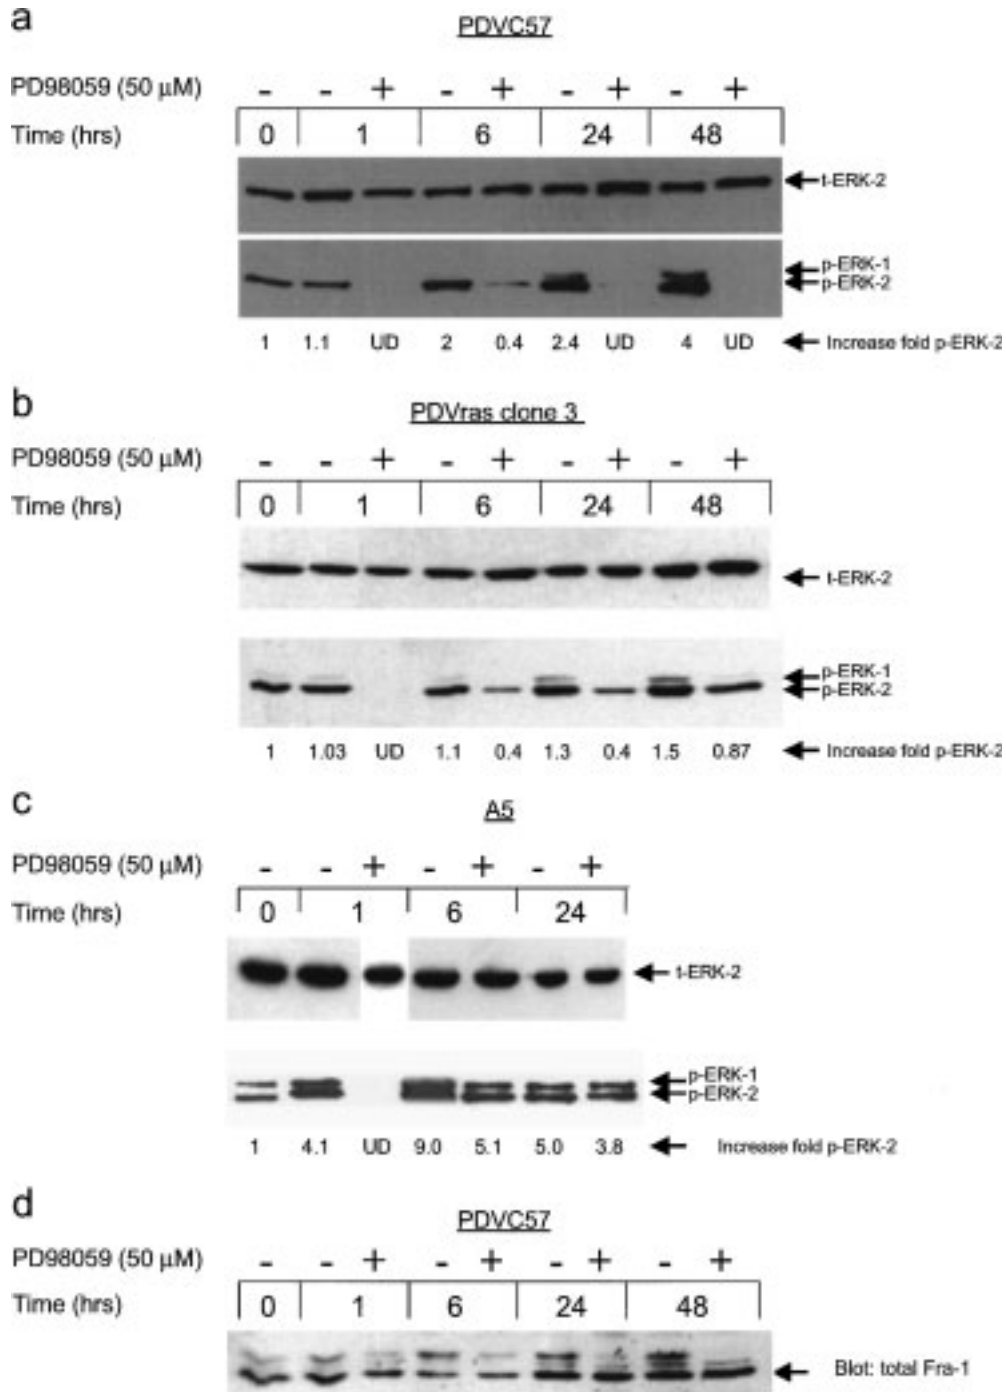 a
PDVC57
PD98059 (50 µM) - - + - + - + - +
Time (hrs) 0 1 6 24 48
t-ERK-2
p-ERK-1
p-ERK-2
1 1.1 UD 2 0.4 2.4 UD 4 UD Increase fold p-ERK-2
b
PDVras clone 3
PD98059 (50 µM) - - + - + - + - +
Time (hrs) 0 1 6 24 48
t-ERK-2
p-ERK-1
p-ERK-2
1 1.03 UD 1.1 0.4 1.3 0.4 1.5 0.87 Increase fold p-ERK-2
c
A5
PD98059 (50 µM) - - + - + - +
Time (hrs) 0 1 6 24
t-ERK-2
p-ERK-1
p-ERK-2
1 4.1 UD 9.0 5.1 5.0 3.8 Increase fold p-ERK-2
d
PDVC57
PD98059 (50 µM) - - + - + - + - +
Time (hrs) 0 1 6 24 48
Blot: total Fra-1